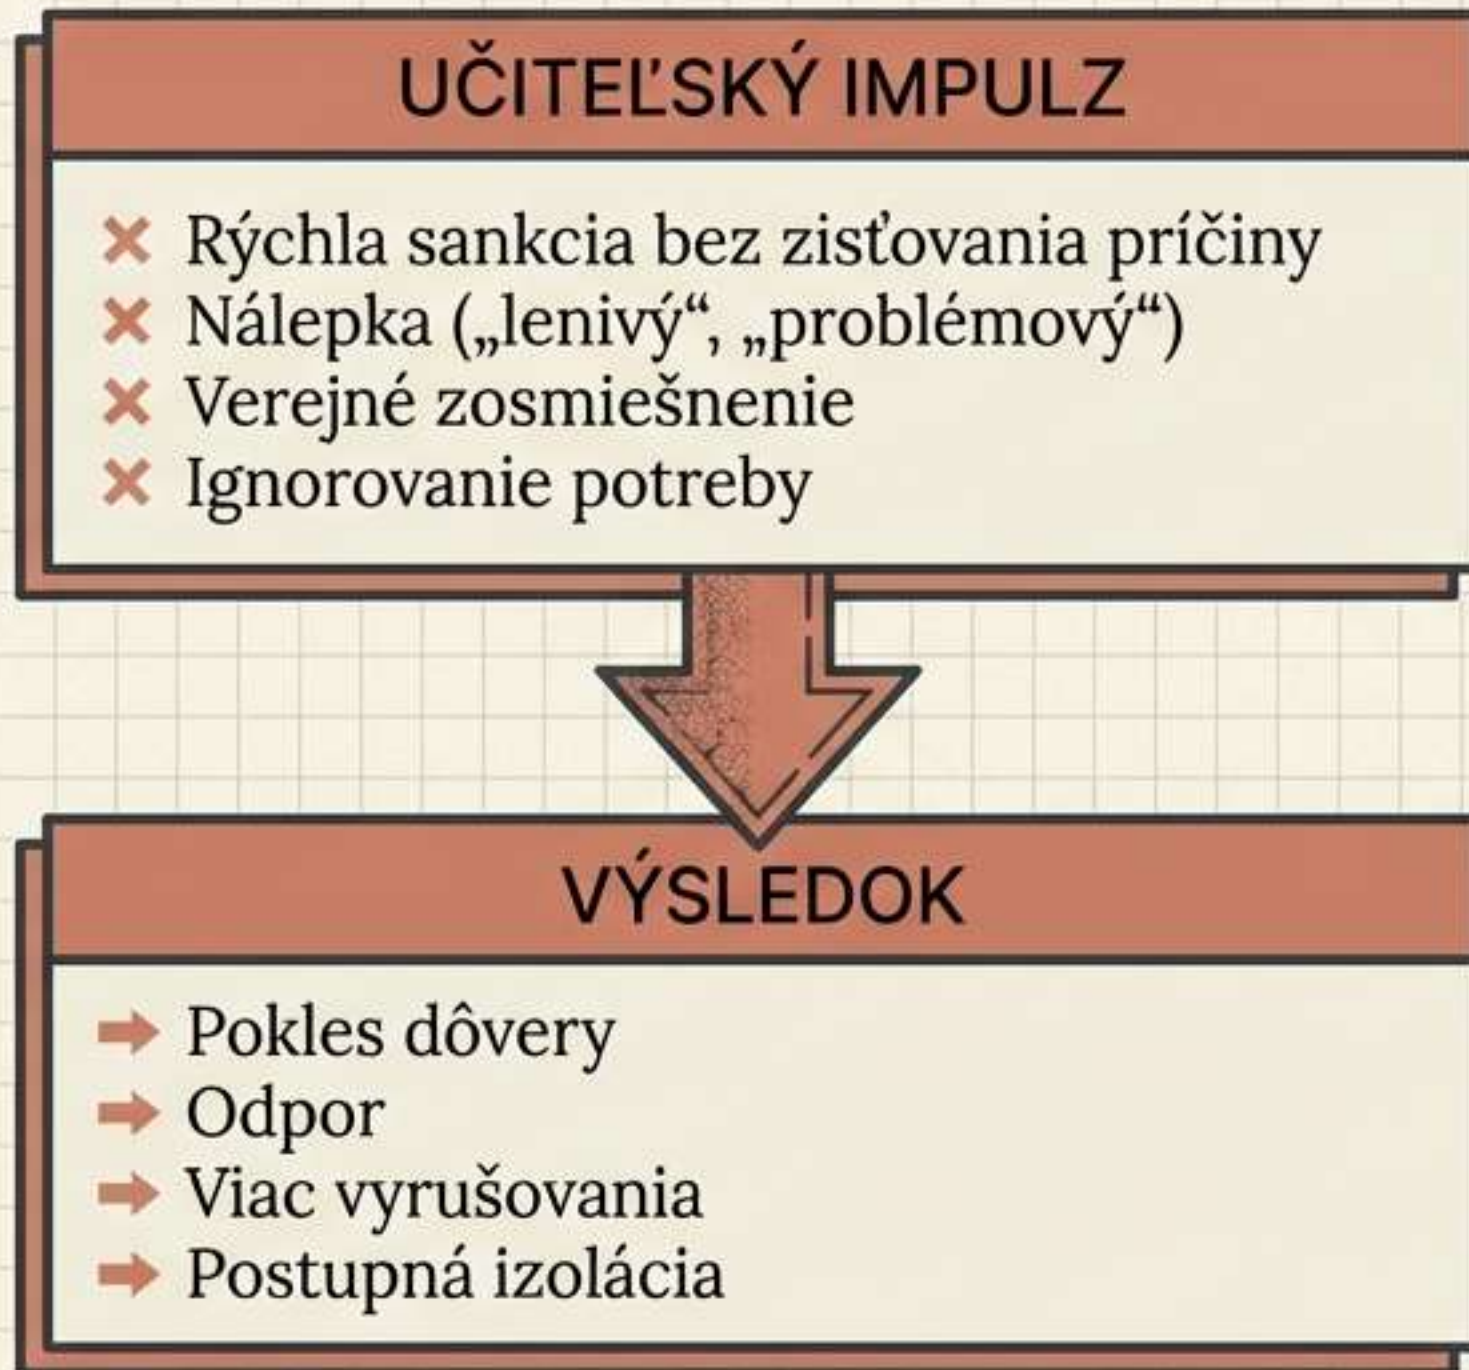 UČITEĽSKÝ IMPULZ
Rýchla sankcia bez zisťovania príčiny
Nálepka („lenivý“, „problémový“)
Verejné zosmiešnenie
Ignorovanie potreby
VÝSLEDOK
Pokles dôvery
Odpor
Viac vyrušovania
Postupná izolácia